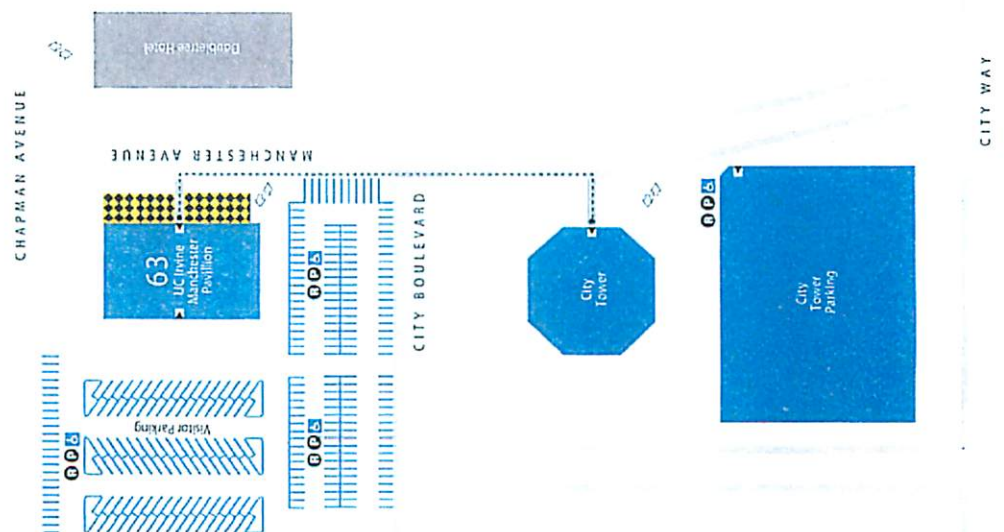 Doubletree Hotel
CHAPMAN AVENUE
MANCHESTER AVENUE
CITY WAY
63
UC Irvine
Manchester
Pavillion
CITY BOULEVARD
City
Tower
City
Tower
Parking
Visitor Parking
R P
R P
R P
R P